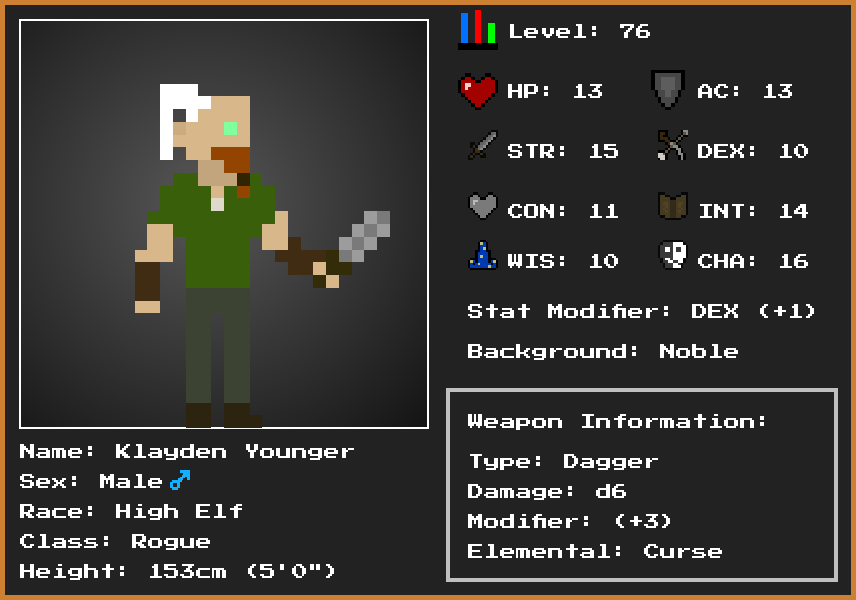 Level: 76
HP: 13
AC: 13
STR: 15
DEX: 10
CON: 11
INT: 14
WIS: 10
CHA: 16
Stat Modifier: DEX (+1)
Background: Noble
Weapon Information:
Type: Dagger
Damage: d6
Modifier: (+3)
Elemental: Curse
Name: Klayden Younger
Sex: Male ♂
Race: High Elf
Class: Rogue
Height: 153cm (5'0")